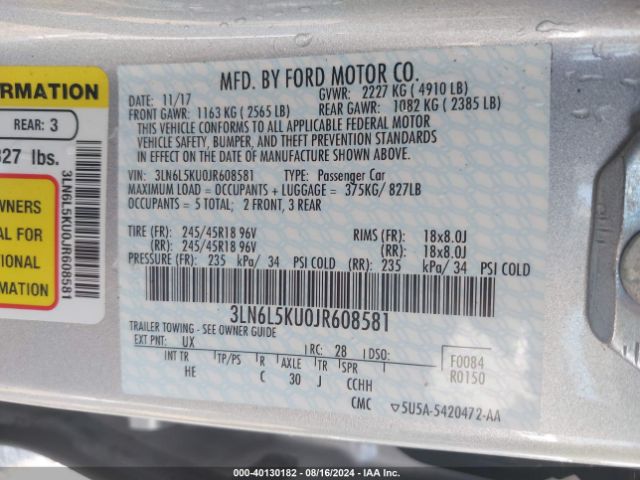 ORMATION
REAR: 3
827 lbs.
WNERS
AL FOR
TIONAL
ION
3LN6L5KU0JR608581
MFD. BY FORD MOTOR CO.
DATE: 11/17 GVWR: 2227 KG ( 4910 LB)
FRONT GAWR: 1163 KG ( 2565 LB) REAR GAWR: 1082 KG ( 2385 LB)
THIS VEHICLE CONFORMS TO ALL APPLICABLE FEDERAL MOTOR
VEHICLE SAFETY, BUMPER, AND THEFT PREVENTION STANDARDS
IN EFFECT ON THE DATE OF MANUFACTURE SHOWN ABOVE.
VIN: 3LN6L5KU0JR608581 TYPE: Passenger Car
MAXIMUM LOAD = OCCUPANTS + LUGGAGE = 375KG/ 827LB
OCCUPANTS = 5 TOTAL; 2 FRONT, 3 REAR
TIRE (FR): 245/45R18 96V RIMS (FR): 18x8.0J
(RR): 245/45R18 96V (RR): 18x8.0J
PRESSURE (FR): 235 kPa/ 34 PSI COLD (RR): 235 kPa/ 34 PSI COLD
3LN6L5KU0JR608581
TRAILER TOWING - SEE OWNER GUIDE
EXT PNT: UX RC: 28 DSO: F0084
INT TR TP/PS R AXLE TR SPR R0150
HE C 30 J CCHH
CMC ▽5U5A-5420472-AA
000-40130182 - 08/16/2024 - IAA Inc.